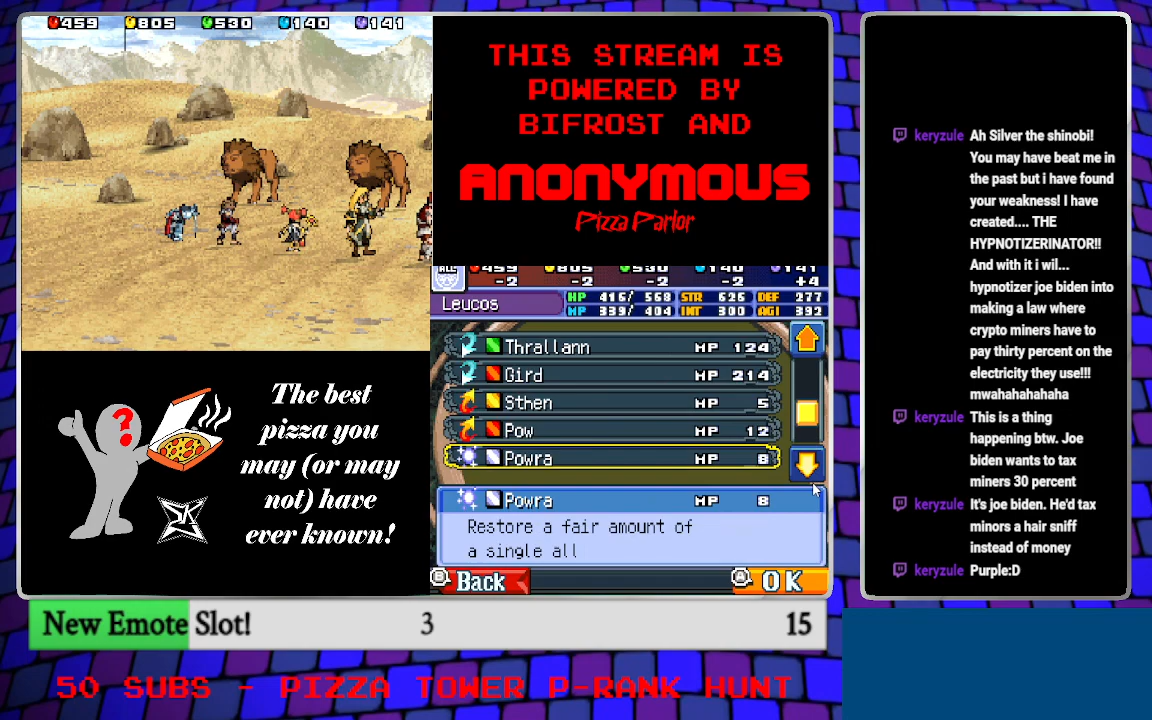 459 805 530 140 141
THIS STREAM IS
POWERED BY
BIFROST AND
ANONYMOUS
Pizza Parlor
ALL 459 805 530 140 141
-2 -2 -2 -2 +4
Leucos
HP 416/ 568 STR 626 DEF 277
MP 339/ 404 INT 300 AGI 392
Thrallann MP 124
Gird MP 214
Sthen MP 5
Pow MP 12
Powra MP 8
Powra MP 8
Restore a fair amount of
a single all
B Back
A OK
The best
pizza you
may (or may
not) have
ever known!
?
SK
New Emote Slot! 3 15
50 SUBS - PIZZA TOWER P-RANK HUNT
keryzule Ah Silver the shinobi!
You may have beat me in
the past but i have found
your weakness! I have
created.... THE
HYPNOTIZERINATOR!!
And with it i wil...
hypnotizer joe biden into
making a law where
crypto miners have to
pay thirty percent on the
electricity they use!!!
mwahahahahaha
keryzule This is a thing
happening btw. Joe
biden wants to tax
miners 30 percent
keryzule It's joe biden. He'd tax
minors a hair sniff
instead of money
keryzule Purple:D